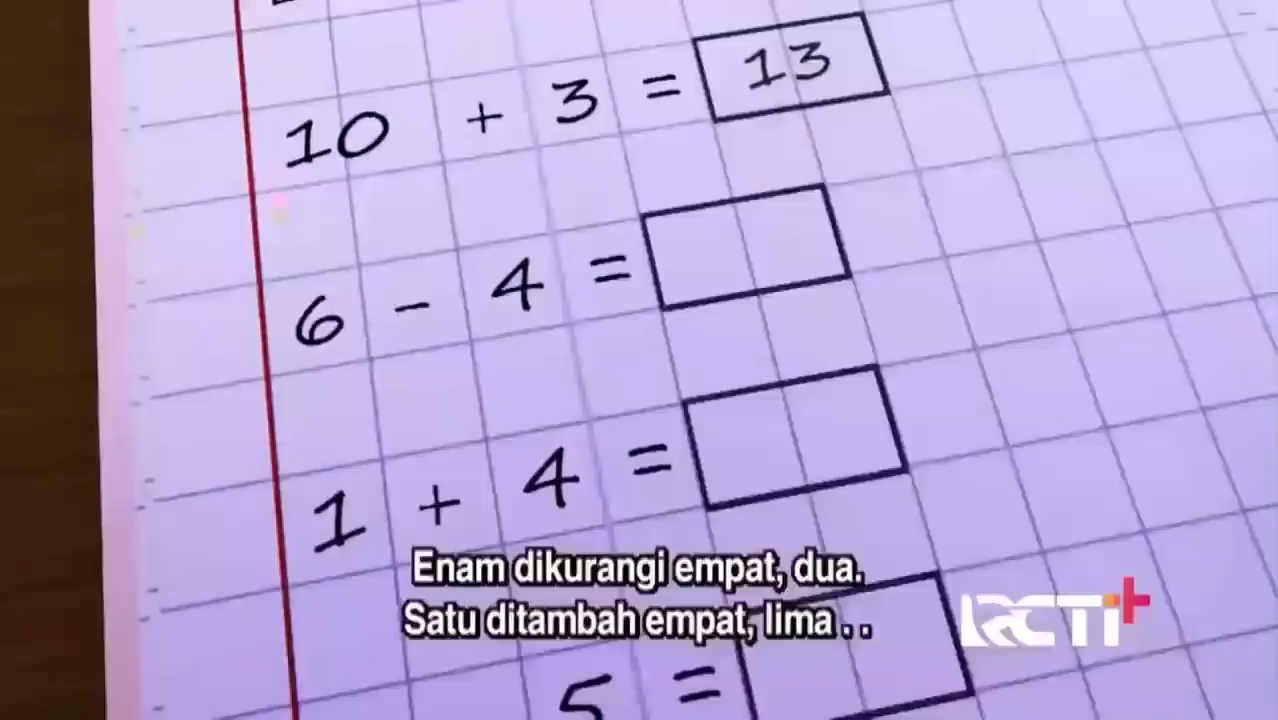 10 + 3 = 13
6 - 4 =
1 + 4 =
5 =
Enam dikurangi empat, dua.
Satu ditambah empat, lima . .
RCTI+